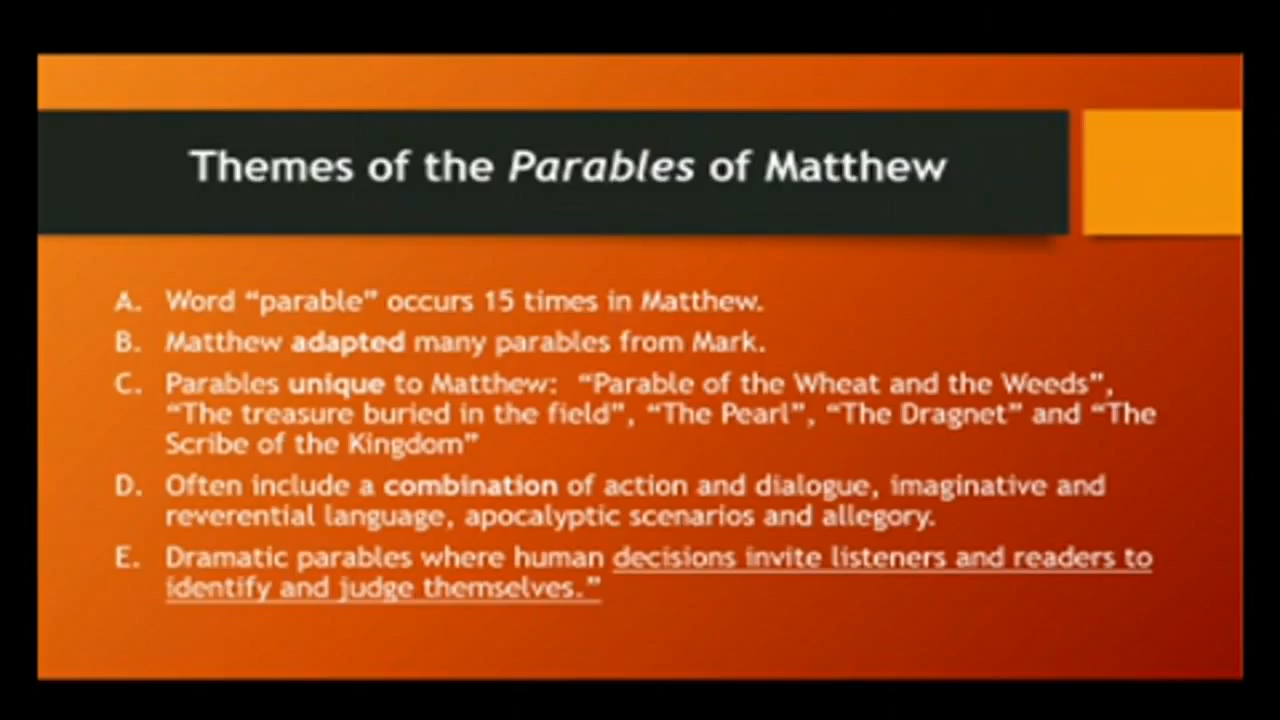 Themes of the Parables of Matthew
A. Word “parable” occurs 15 times in Matthew.
B. Matthew adapted many parables from Mark.
C. Parables unique to Matthew: “Parable of the Wheat and the Weeds”,
“The treasure buried in the field”, “The Pearl”, “The Dragnet” and “The
Scribe of the Kingdom”
D. Often include a combination of action and dialogue, imaginative and
reverential language, apocalyptic scenarios and allegory.
E. Dramatic parables where human decisions invite listeners and readers to
identify and judge themselves.”